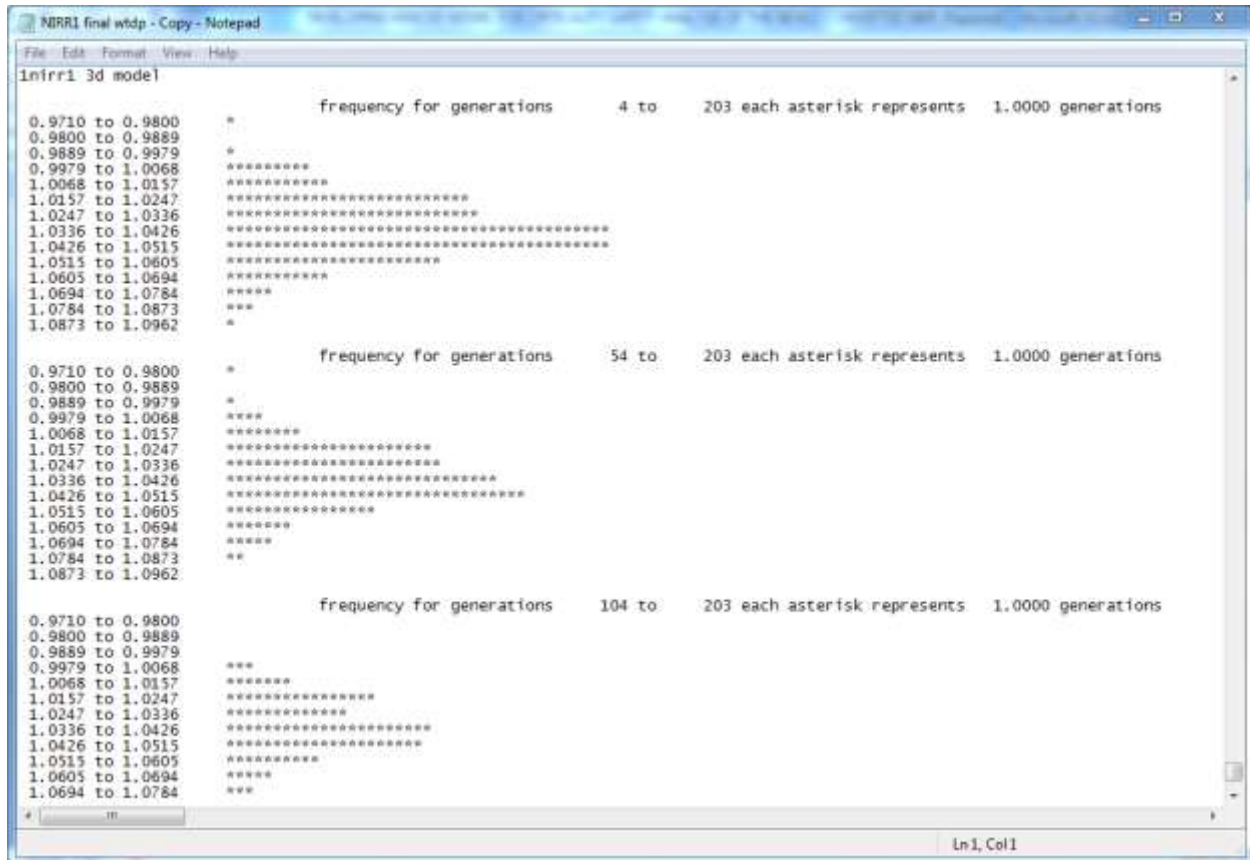 NIRR1 final wtdp - Copy - Notepad
File Edit Format View Help
1nirr1 3d model
frequency for generations 4 to 203 each asterisk represents 1.0000 generations
0.9710 to 0.9800 *
0.9800 to 0.9889
0.9889 to 0.9979 *
0.9979 to 1.0068 *********
1.0068 to 1.0157 ***********
1.0157 to 1.0247 **************************
1.0247 to 1.0336 ***************************
1.0336 to 1.0426 *****************************************
1.0426 to 1.0515 *****************************************
1.0515 to 1.0605 ***********************
1.0605 to 1.0694 ***********
1.0694 to 1.0784 *****
1.0784 to 1.0873 ***
1.0873 to 1.0962 *
frequency for generations 54 to 203 each asterisk represents 1.0000 generations
0.9710 to 0.9800 *
0.9800 to 0.9889
0.9889 to 0.9979 *
0.9979 to 1.0068 ****
1.0068 to 1.0157 ********
1.0157 to 1.0247 **********************
1.0247 to 1.0336 ***********************
1.0336 to 1.0426 *****************************
1.0426 to 1.0515 ********************************
1.0515 to 1.0605 ****************
1.0605 to 1.0694 *******
1.0694 to 1.0784 *****
1.0784 to 1.0873 **
1.0873 to 1.0962
frequency for generations 104 to 203 each asterisk represents 1.0000 generations
0.9710 to 0.9800
0.9800 to 0.9889
0.9889 to 0.9979
0.9979 to 1.0068 ***
1.0068 to 1.0157 *******
1.0157 to 1.0247 ****************
1.0247 to 1.0336 *************
1.0336 to 1.0426 **********************
1.0426 to 1.0515 *********************
1.0515 to 1.0605 **********
1.0605 to 1.0694 *****
1.0694 to 1.0784 ***
Ln 1, Col 1